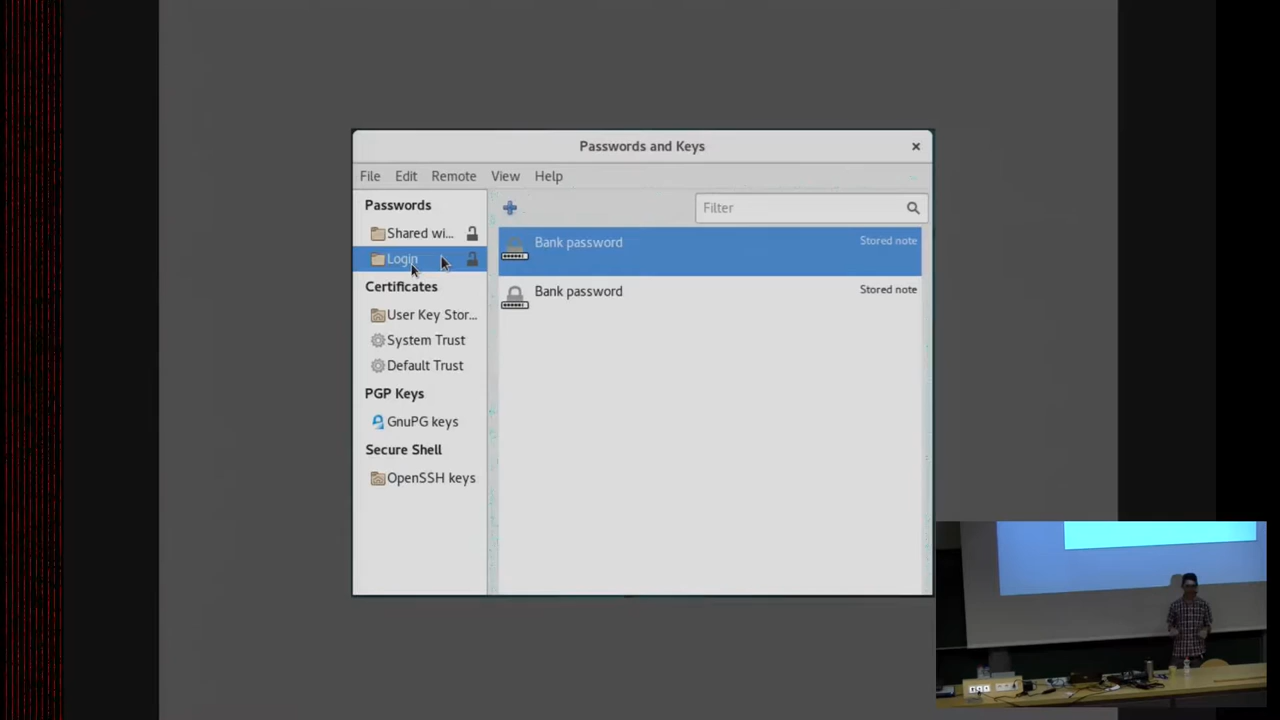 Passwords and Keys
File Edit Remote View Help
Passwords
Shared wi...
Login
Certificates
User Key Stor...
System Trust
Default Trust
PGP Keys
GnuPG keys
Secure Shell
OpenSSH keys
Filter
Bank password Stored note
Bank password Stored note